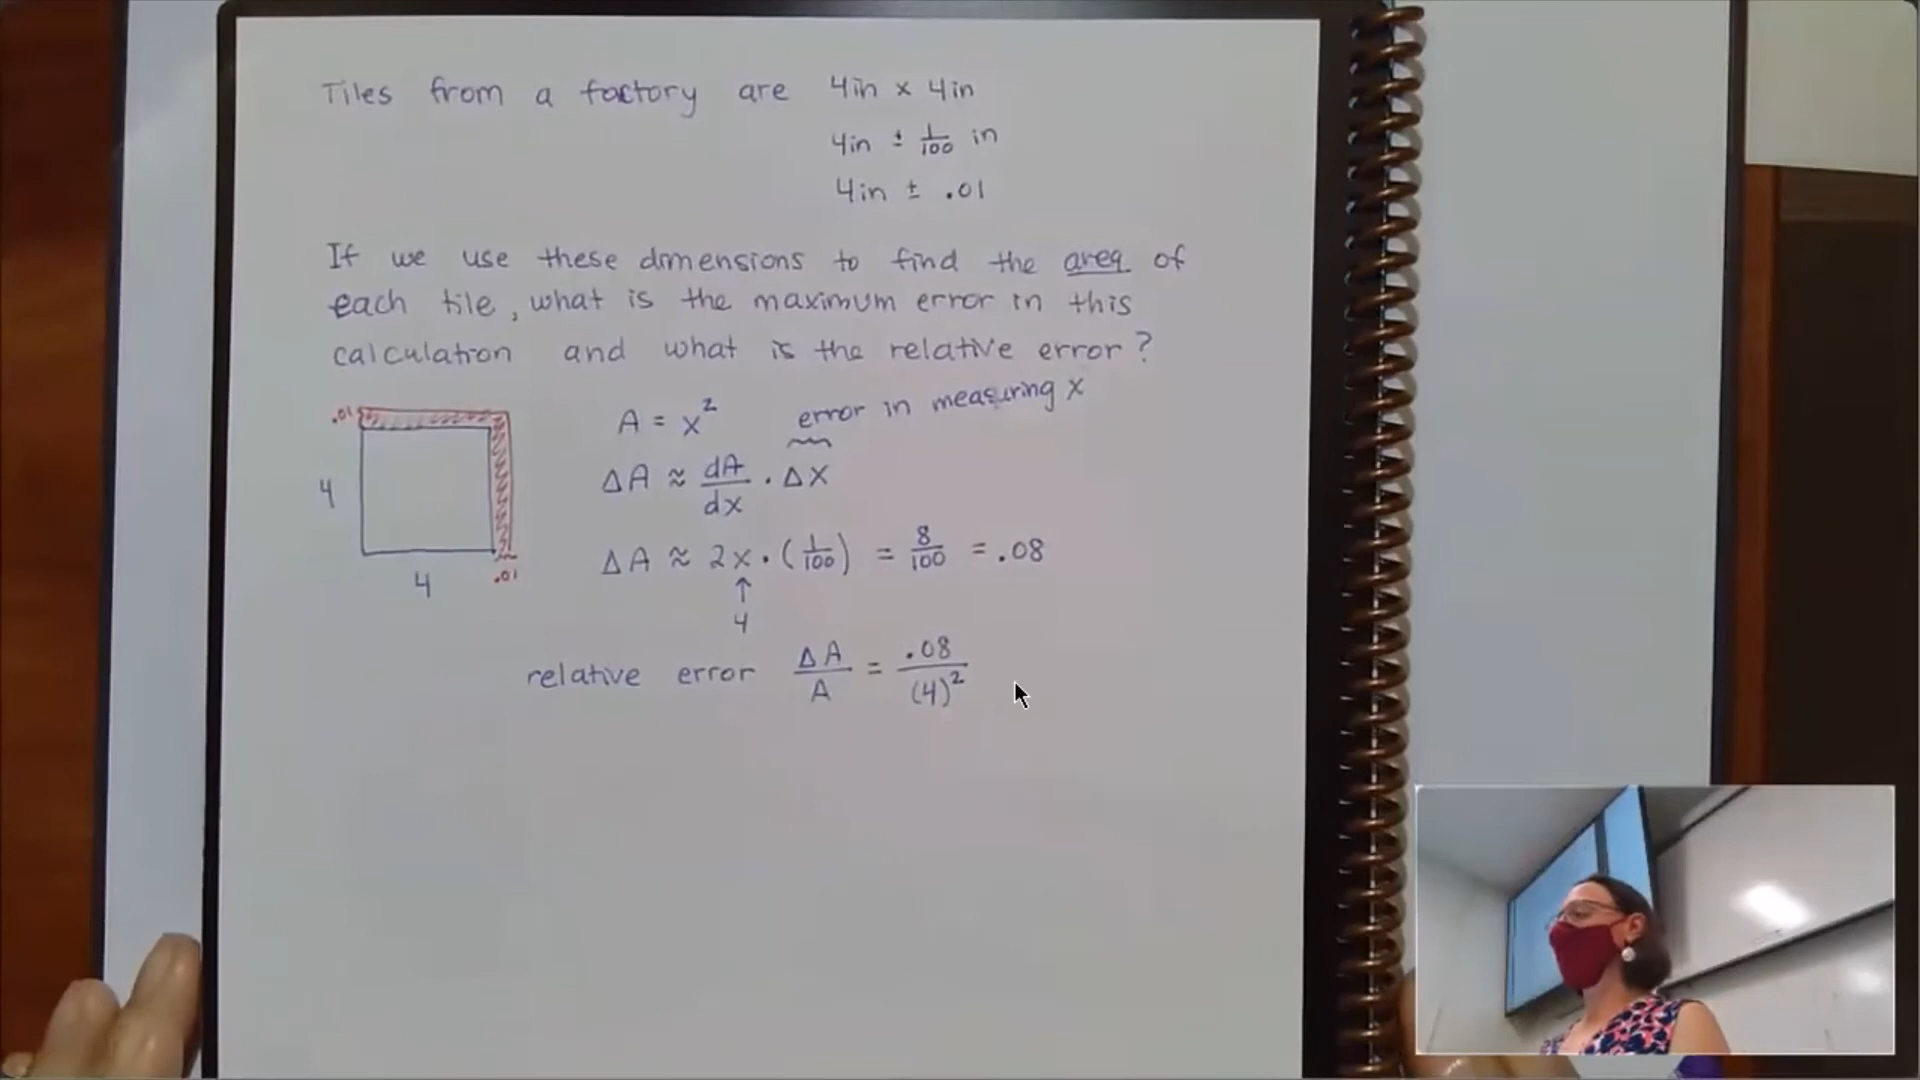 Tiles from a factory are 4in x 4in
4in ± 1/100 in
4in ± .01
If we use these dimensions to find the area of
each tile, what is the maximum error in this
calculation and what is the relative error?
.01
4
4
.01
A = x²
error in measuring x
ΔA ≈ dA/dx · Δx
ΔA ≈ 2x · (1/100) = 8/100 = .08
↑
4
relative error ΔA/A = .08/(4)²